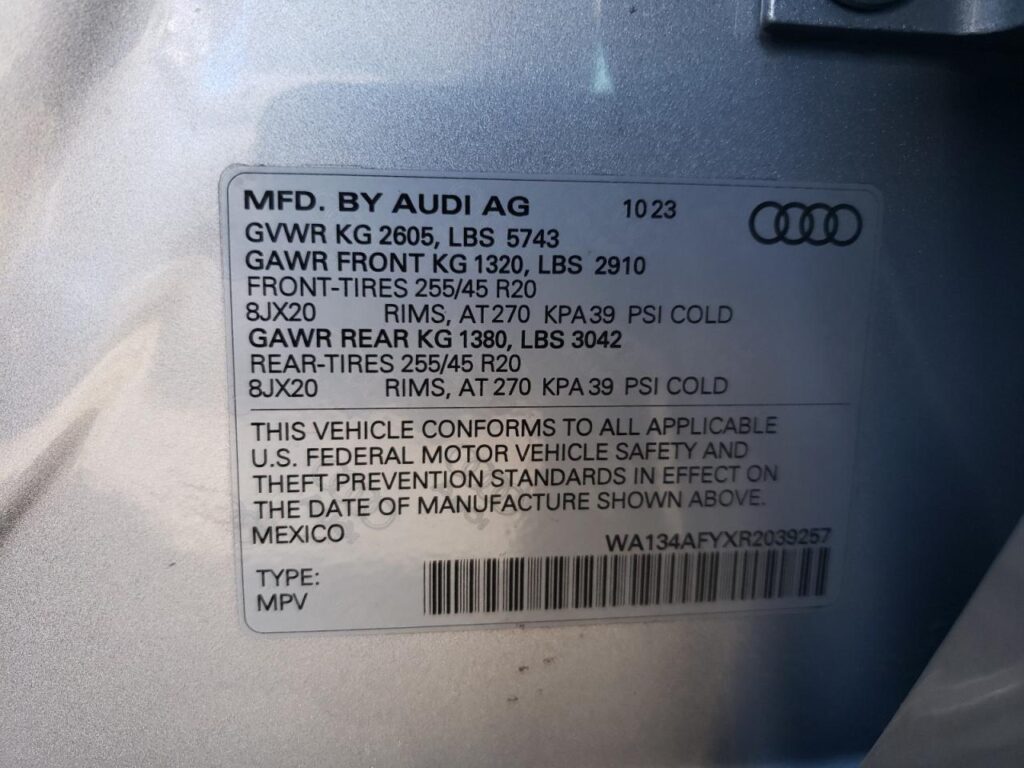 MFD. BY AUDI AG 10 23
GVWR KG 2605, LBS 5743
GAWR FRONT KG 1320, LBS 2910
FRONT-TIRES 255/45 R20
8JX20 RIMS, AT 270 KPA 39 PSI COLD
GAWR REAR KG 1380, LBS 3042
REAR-TIRES 255/45 R20
8JX20 RIMS, AT 270 KPA 39 PSI COLD
THIS VEHICLE CONFORMS TO ALL APPLICABLE
U.S. FEDERAL MOTOR VEHICLE SAFETY AND
THEFT PREVENTION STANDARDS IN EFFECT ON
THE DATE OF MANUFACTURE SHOWN ABOVE.
MEXICO
WA134AFYXR2039257
TYPE:
MPV